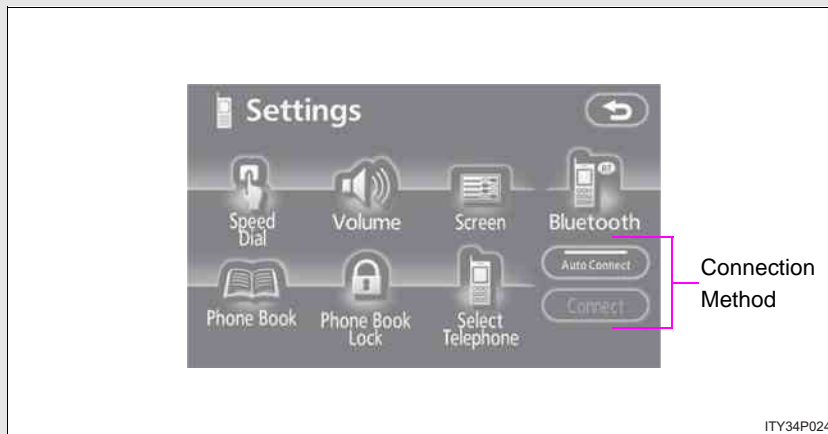 Settings
Speed
Dial
Volume
Screen
BT
Bluetooth
Auto Connect
Connect
Phone Book
Phone Book
Lock
Select
Telephone
Connection
Method
ITY34P024